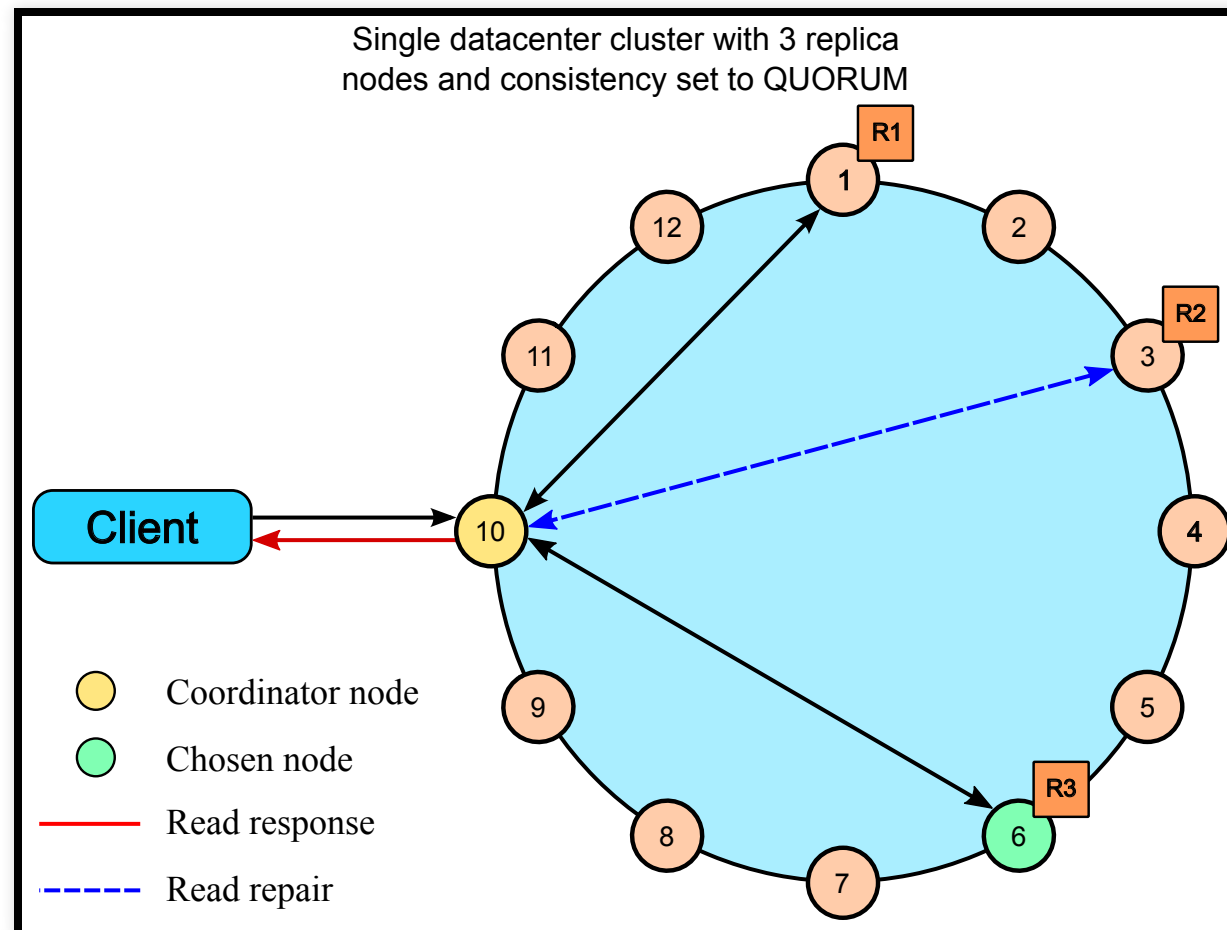 Single datacenter cluster with 3 replica
nodes and consistency set to QUORUM
R1
1
12
2
R2
11
3
Client
10
4
Coordinator node
9
5
Chosen node
R3
Read response
8
6
Read repair
7